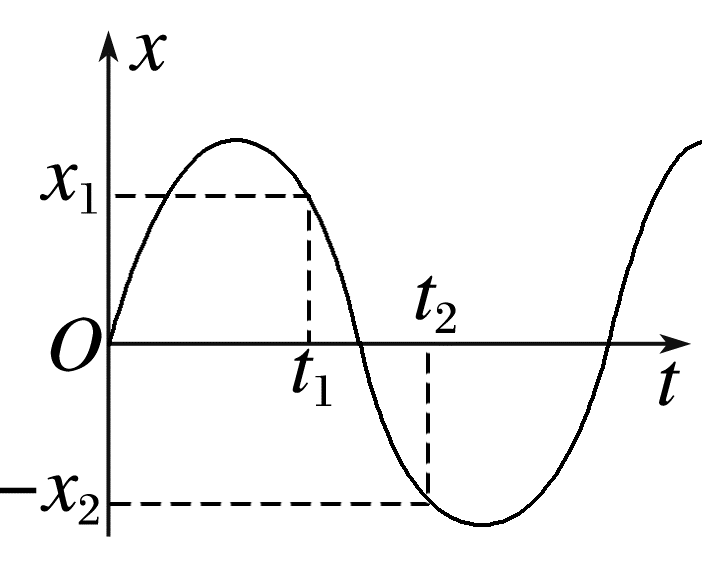 x
x₁
t₂
O
t₁
t
−x₂